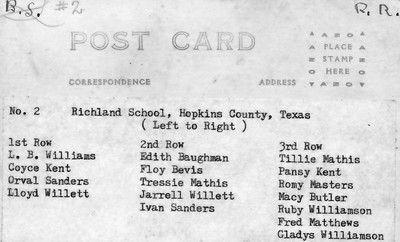 B.S. #2
R.R.
POST CARD
AZO
PLACE
STAMP
HERE
AZO
CORRESPONDENCE ADDRESS
No. 2 Richland School, Hopkins County, Texas
( Left to Right )
1st Row 2nd Row 3rd Row
L. B. Williams Edith Baughman Tillie Mathis
Coyce Kent Floy Bevis Pansy Kent
Orval Sanders Tressie Mathis Romy Masters
Lloyd Willett Jarrell Willett Macy Butler
Ivan Sanders Ruby Williamson
Fred Matthews
Gladys Williamson